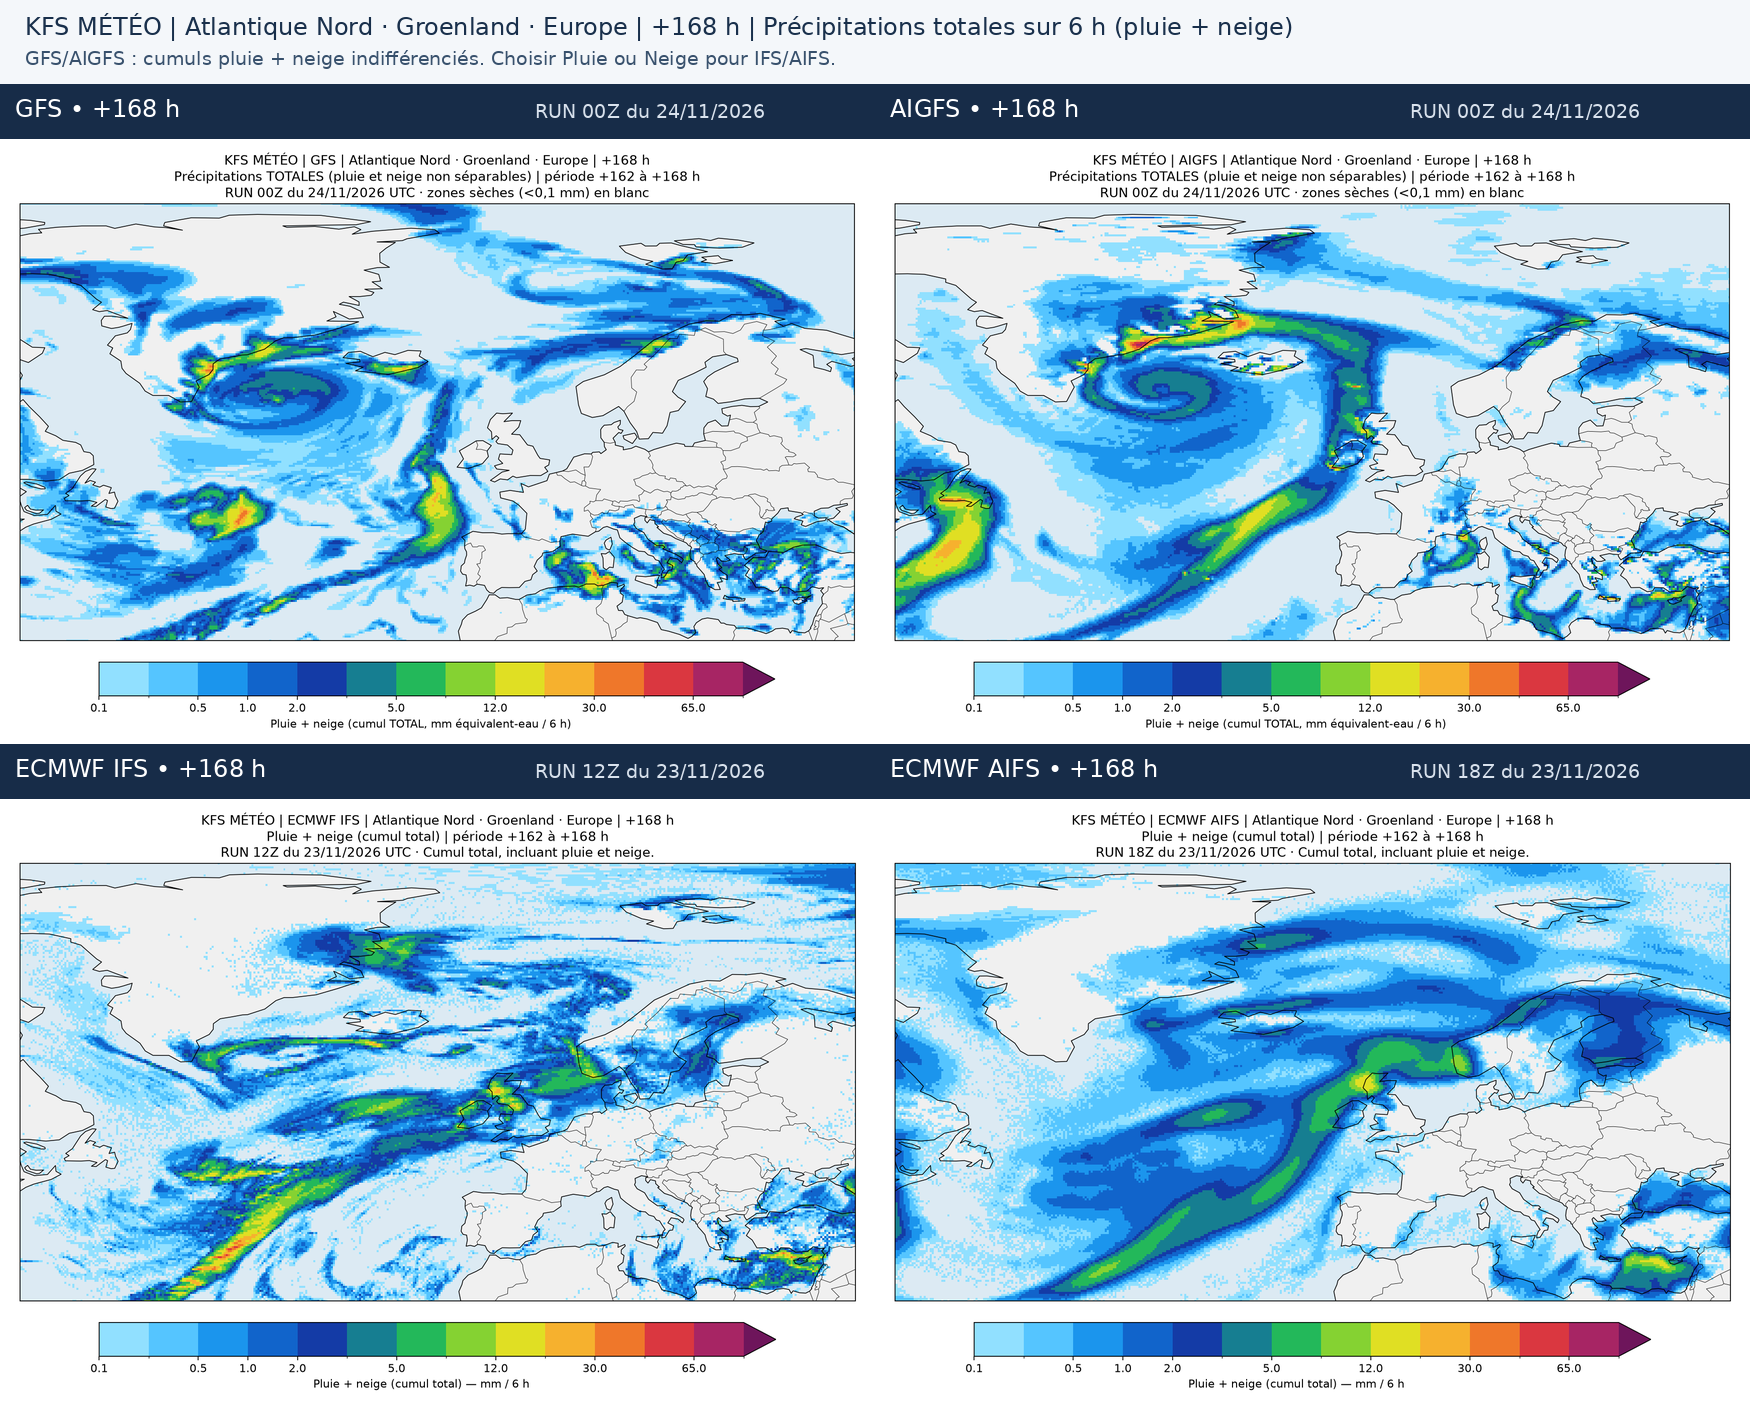 KFS MÉTÉO | Atlantique Nord · Groenland · Europe | +168 h | Précipitations totales sur 6 h (pluie + neige)
GFS/AIGFS : cumuls pluie + neige indifférenciés. Choisir Pluie ou Neige pour IFS/AIFS.
GFS • +168 h
RUN 00Z du 24/11/2026
AIGFS • +168 h
RUN 00Z du 24/11/2026
KFS MÉTÉO | GFS | Atlantique Nord · Groenland · Europe | +168 h
Précipitations TOTALES (pluie et neige non séparables) | période +162 à +168 h
RUN 00Z du 24/11/2026 UTC · zones sèches (<0,1 mm) en blanc
KFS MÉTÉO | AIGFS | Atlantique Nord · Groenland · Europe | +168 h
Précipitations TOTALES (pluie et neige non séparables) | période +162 à +168 h
RUN 00Z du 24/11/2026 UTC · zones sèches (<0,1 mm) en blanc
0.1 0.5 1.0 2.0 5.0 12.0 30.0 65.0
Pluie + neige (cumul TOTAL, mm équivalent-eau / 6 h)
0.1 0.5 1.0 2.0 5.0 12.0 30.0 65.0
Pluie + neige (cumul TOTAL, mm équivalent-eau / 6 h)
ECMWF IFS • +168 h
RUN 12Z du 23/11/2026
ECMWF AIFS • +168 h
RUN 18Z du 23/11/2026
KFS MÉTÉO | ECMWF IFS | Atlantique Nord · Groenland · Europe | +168 h
Pluie + neige (cumul total) | période +162 à +168 h
RUN 12Z du 23/11/2026 UTC · Cumul total, incluant pluie et neige.
KFS MÉTÉO | ECMWF AIFS | Atlantique Nord · Groenland · Europe | +168 h
Pluie + neige (cumul total) | période +162 à +168 h
RUN 18Z du 23/11/2026 UTC · Cumul total, incluant pluie et neige.
0.1 0.5 1.0 2.0 5.0 12.0 30.0 65.0
Pluie + neige (cumul total) — mm / 6 h
0.1 0.5 1.0 2.0 5.0 12.0 30.0 65.0
Pluie + neige (cumul total) — mm / 6 h